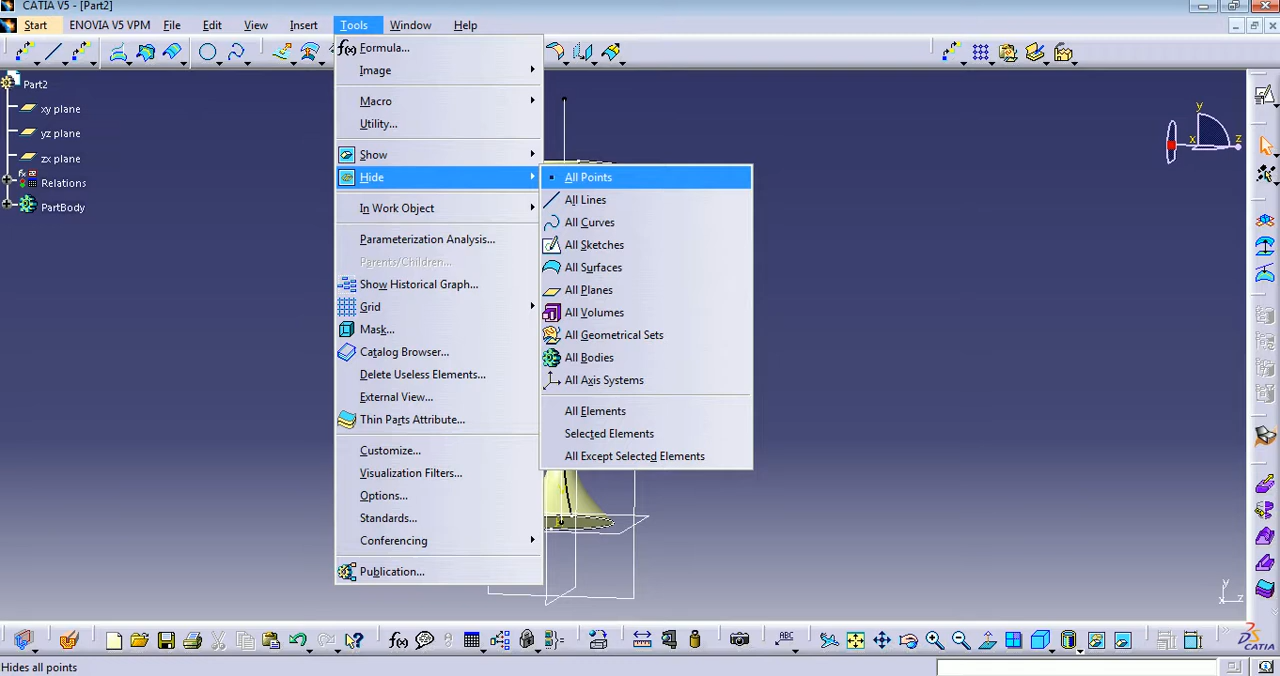 CATIA V5 - [Part2]
Start ENOVIA V5 VPM File Edit View Insert Tools Window Help
Part2
xy plane
yz plane
zx plane
Relations
PartBody
f(x) Formula...
Image
Macro
Utility...
Show
Hide
In Work Object
Parameterization Analysis...
Parents/Children...
Show Historical Graph...
Grid
Mask...
Catalog Browser...
Delete Useless Elements...
External View...
Thin Parts Attribute...
Customize...
Visualization Filters...
Options...
Standards...
Conferencing
Publication...
All Points
All Lines
All Curves
All Sketches
All Surfaces
All Planes
All Volumes
All Geometrical Sets
All Bodies
All Axis Systems
All Elements
Selected Elements
All Except Selected Elements
y
x
z
y
x
z
f(x)
ABC
DS
CATIA
Hides all points